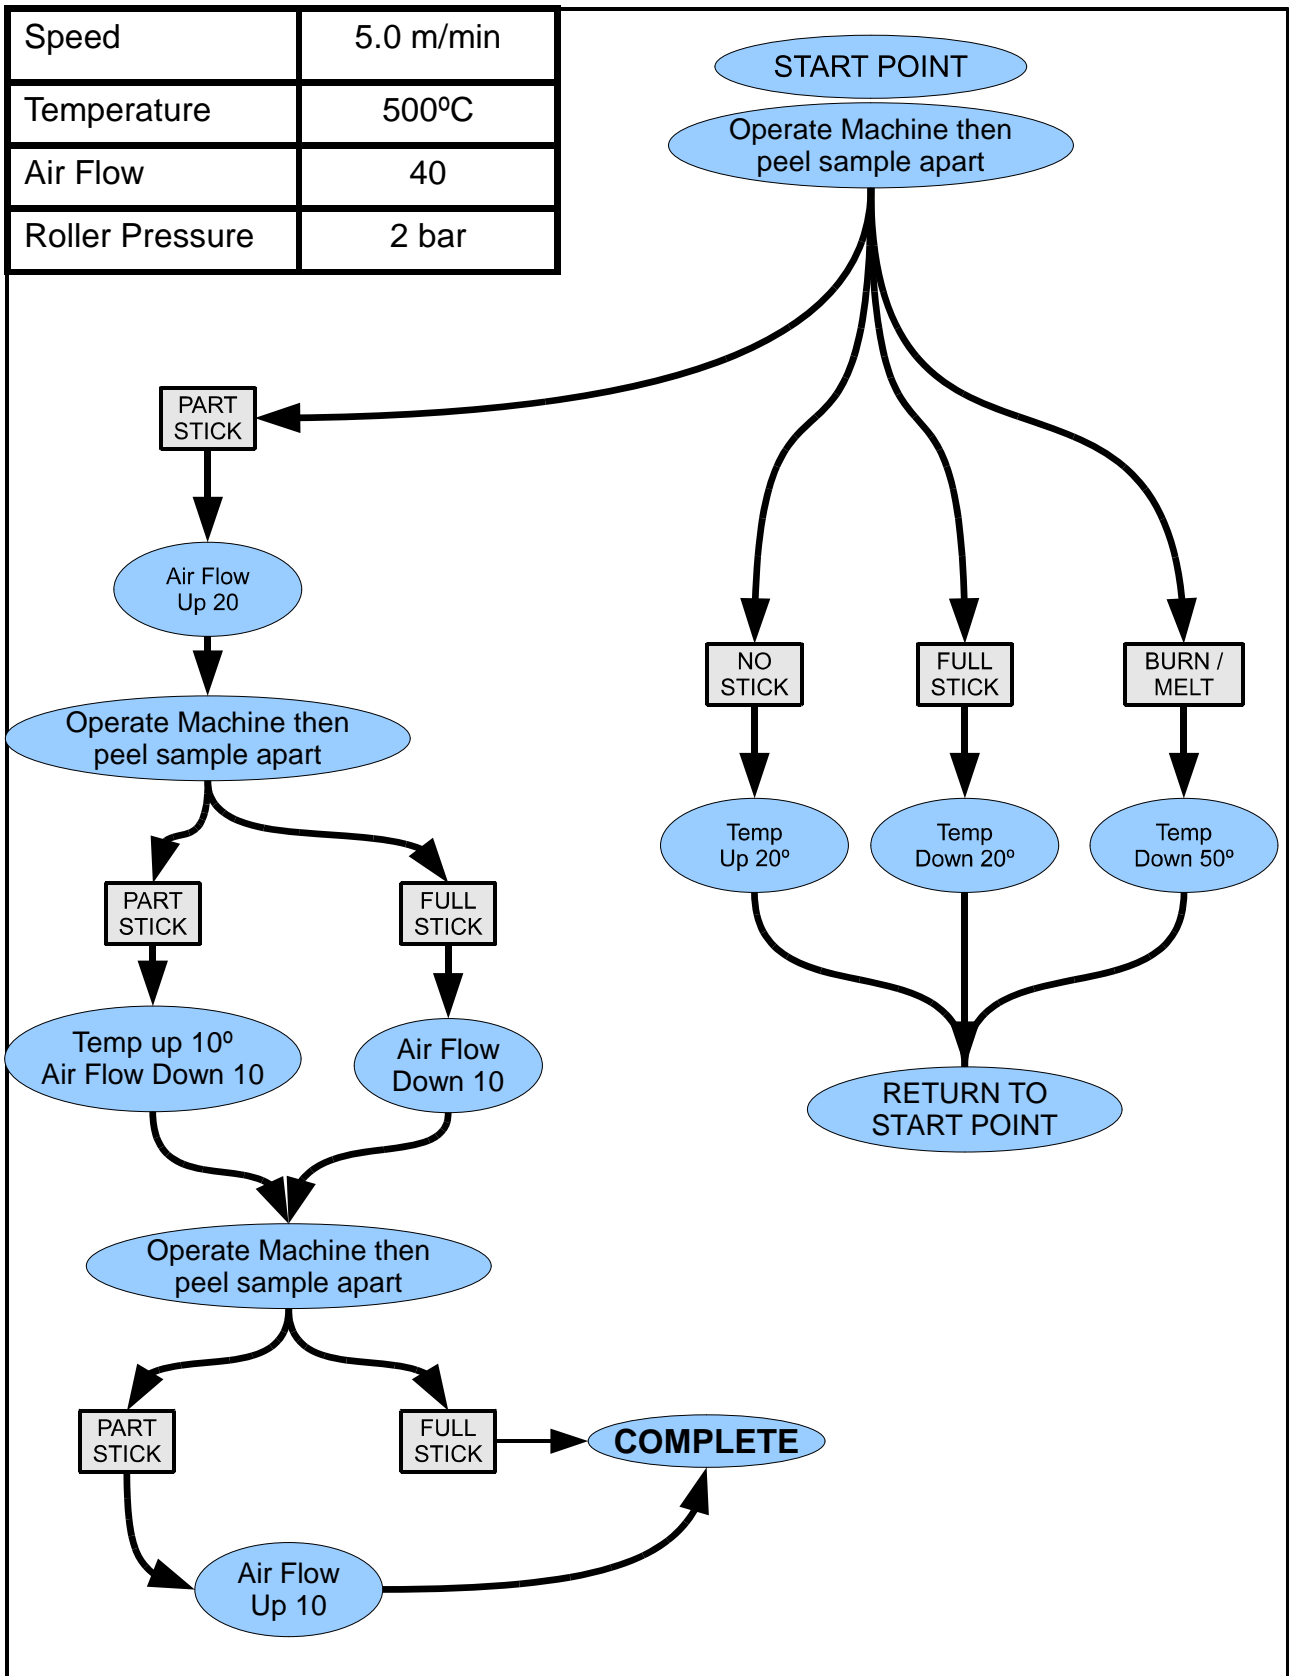 Speed 5.0 m/min
Temperature 500ºC
Air Flow 40
Roller Pressure 2 bar
START POINT
Operate Machine then
peel sample apart
PART
STICK
Air Flow
Up 20
Operate Machine then
peel sample apart
PART
STICK
FULL
STICK
Temp up 10º
Air Flow Down 10
Air Flow
Down 10
Operate Machine then
peel sample apart
PART
STICK
FULL
STICK
COMPLETE
Air Flow
Up 10
NO
STICK
FULL
STICK
BURN /
MELT
Temp
Up 20º
Temp
Down 20º
Temp
Down 50º
RETURN TO
START POINT